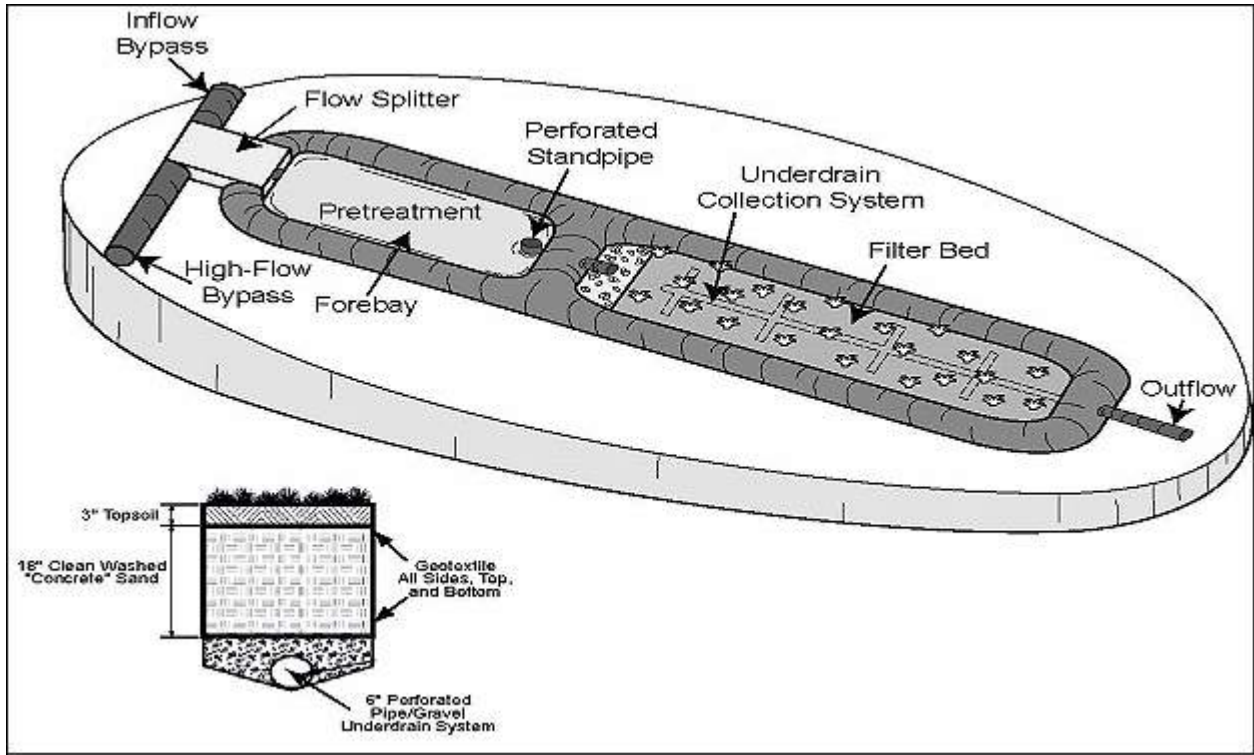 Inflow
Bypass
Flow Splitter
Perforated
Standpipe
Underdrain
Collection System
Pretreatment
Filter Bed
High-Flow
Bypass
Forebay
Outflow
3" Topsoil
18" Clean Washed
"Concrete" Sand
Geotextile
All Sides, Top,
and Bottom
6" Perforated
Pipe/Gravel
Underdrain System